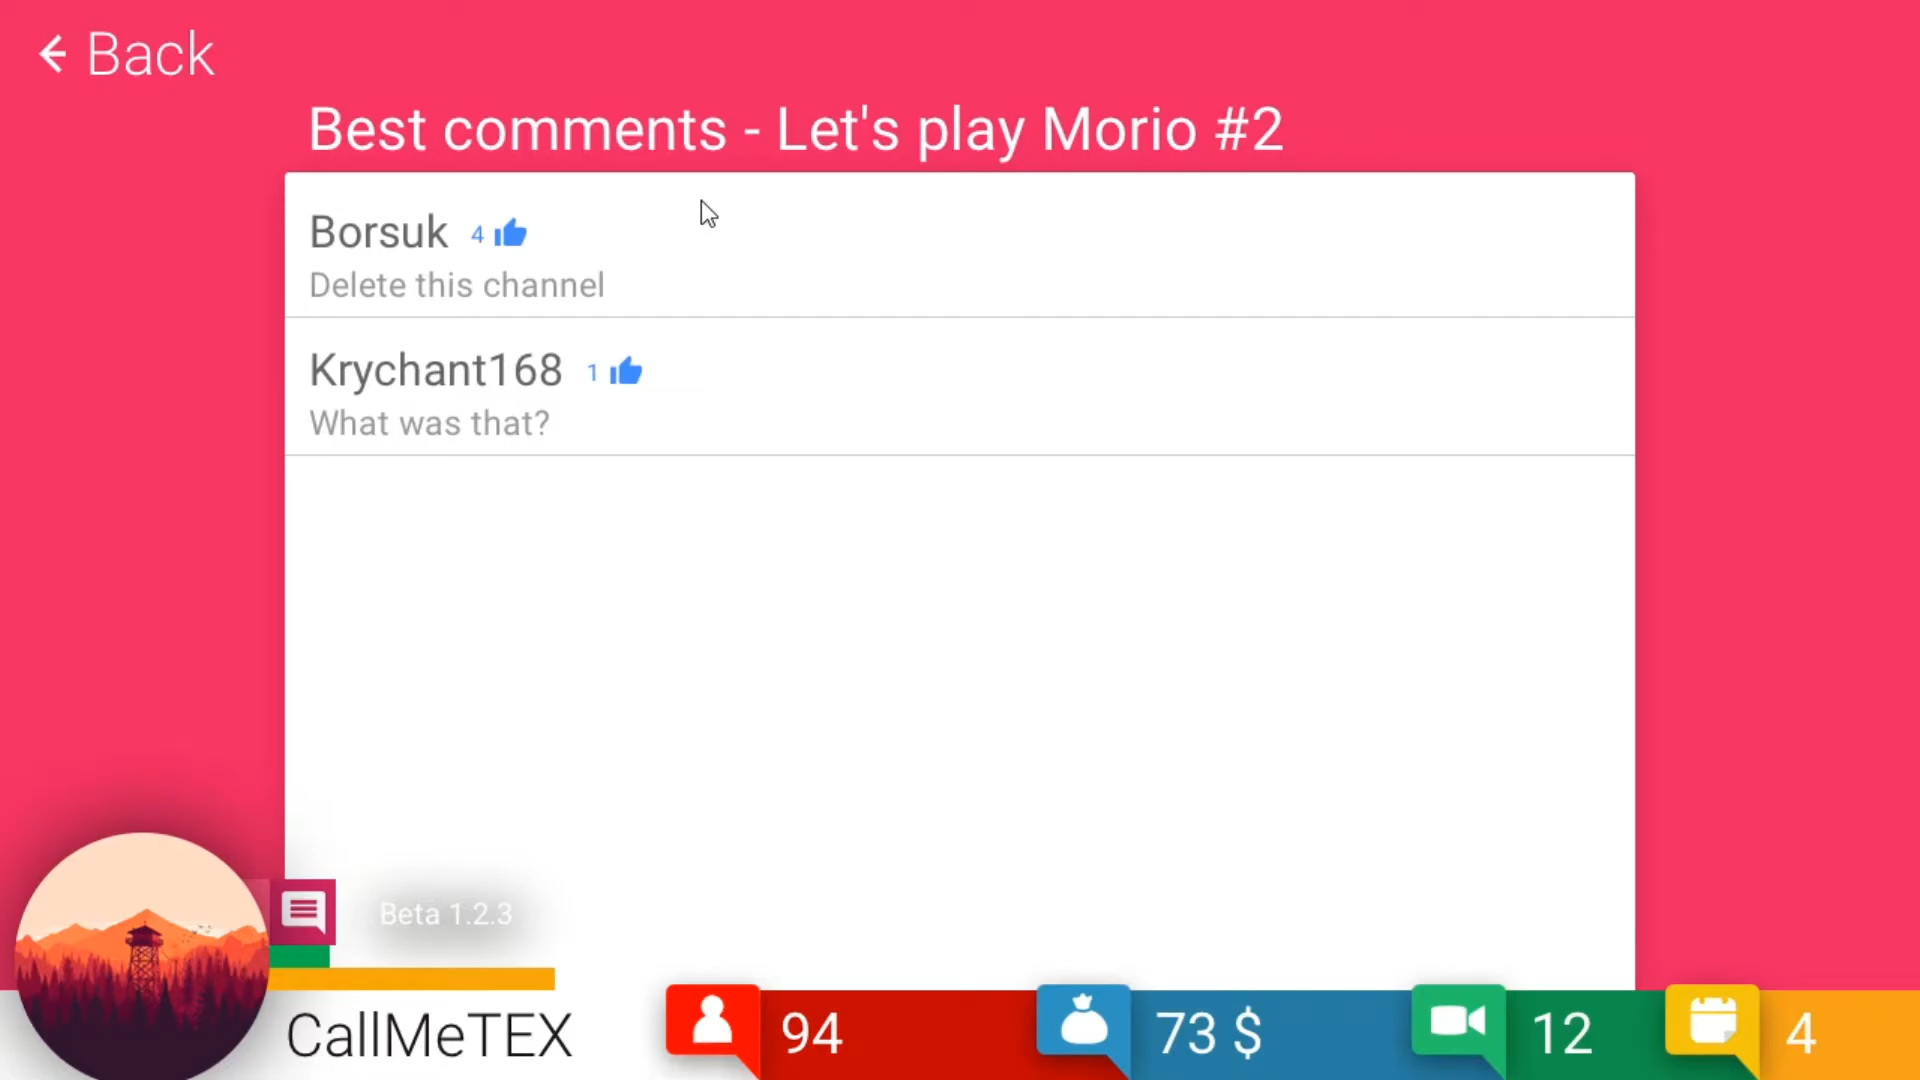 Back
Best comments - Let's play Morio #2
Borsuk 4
Delete this channel
Krychant168 1
What was that?
Beta 1.2.3
CallMeTEX
94
73 $
12
4